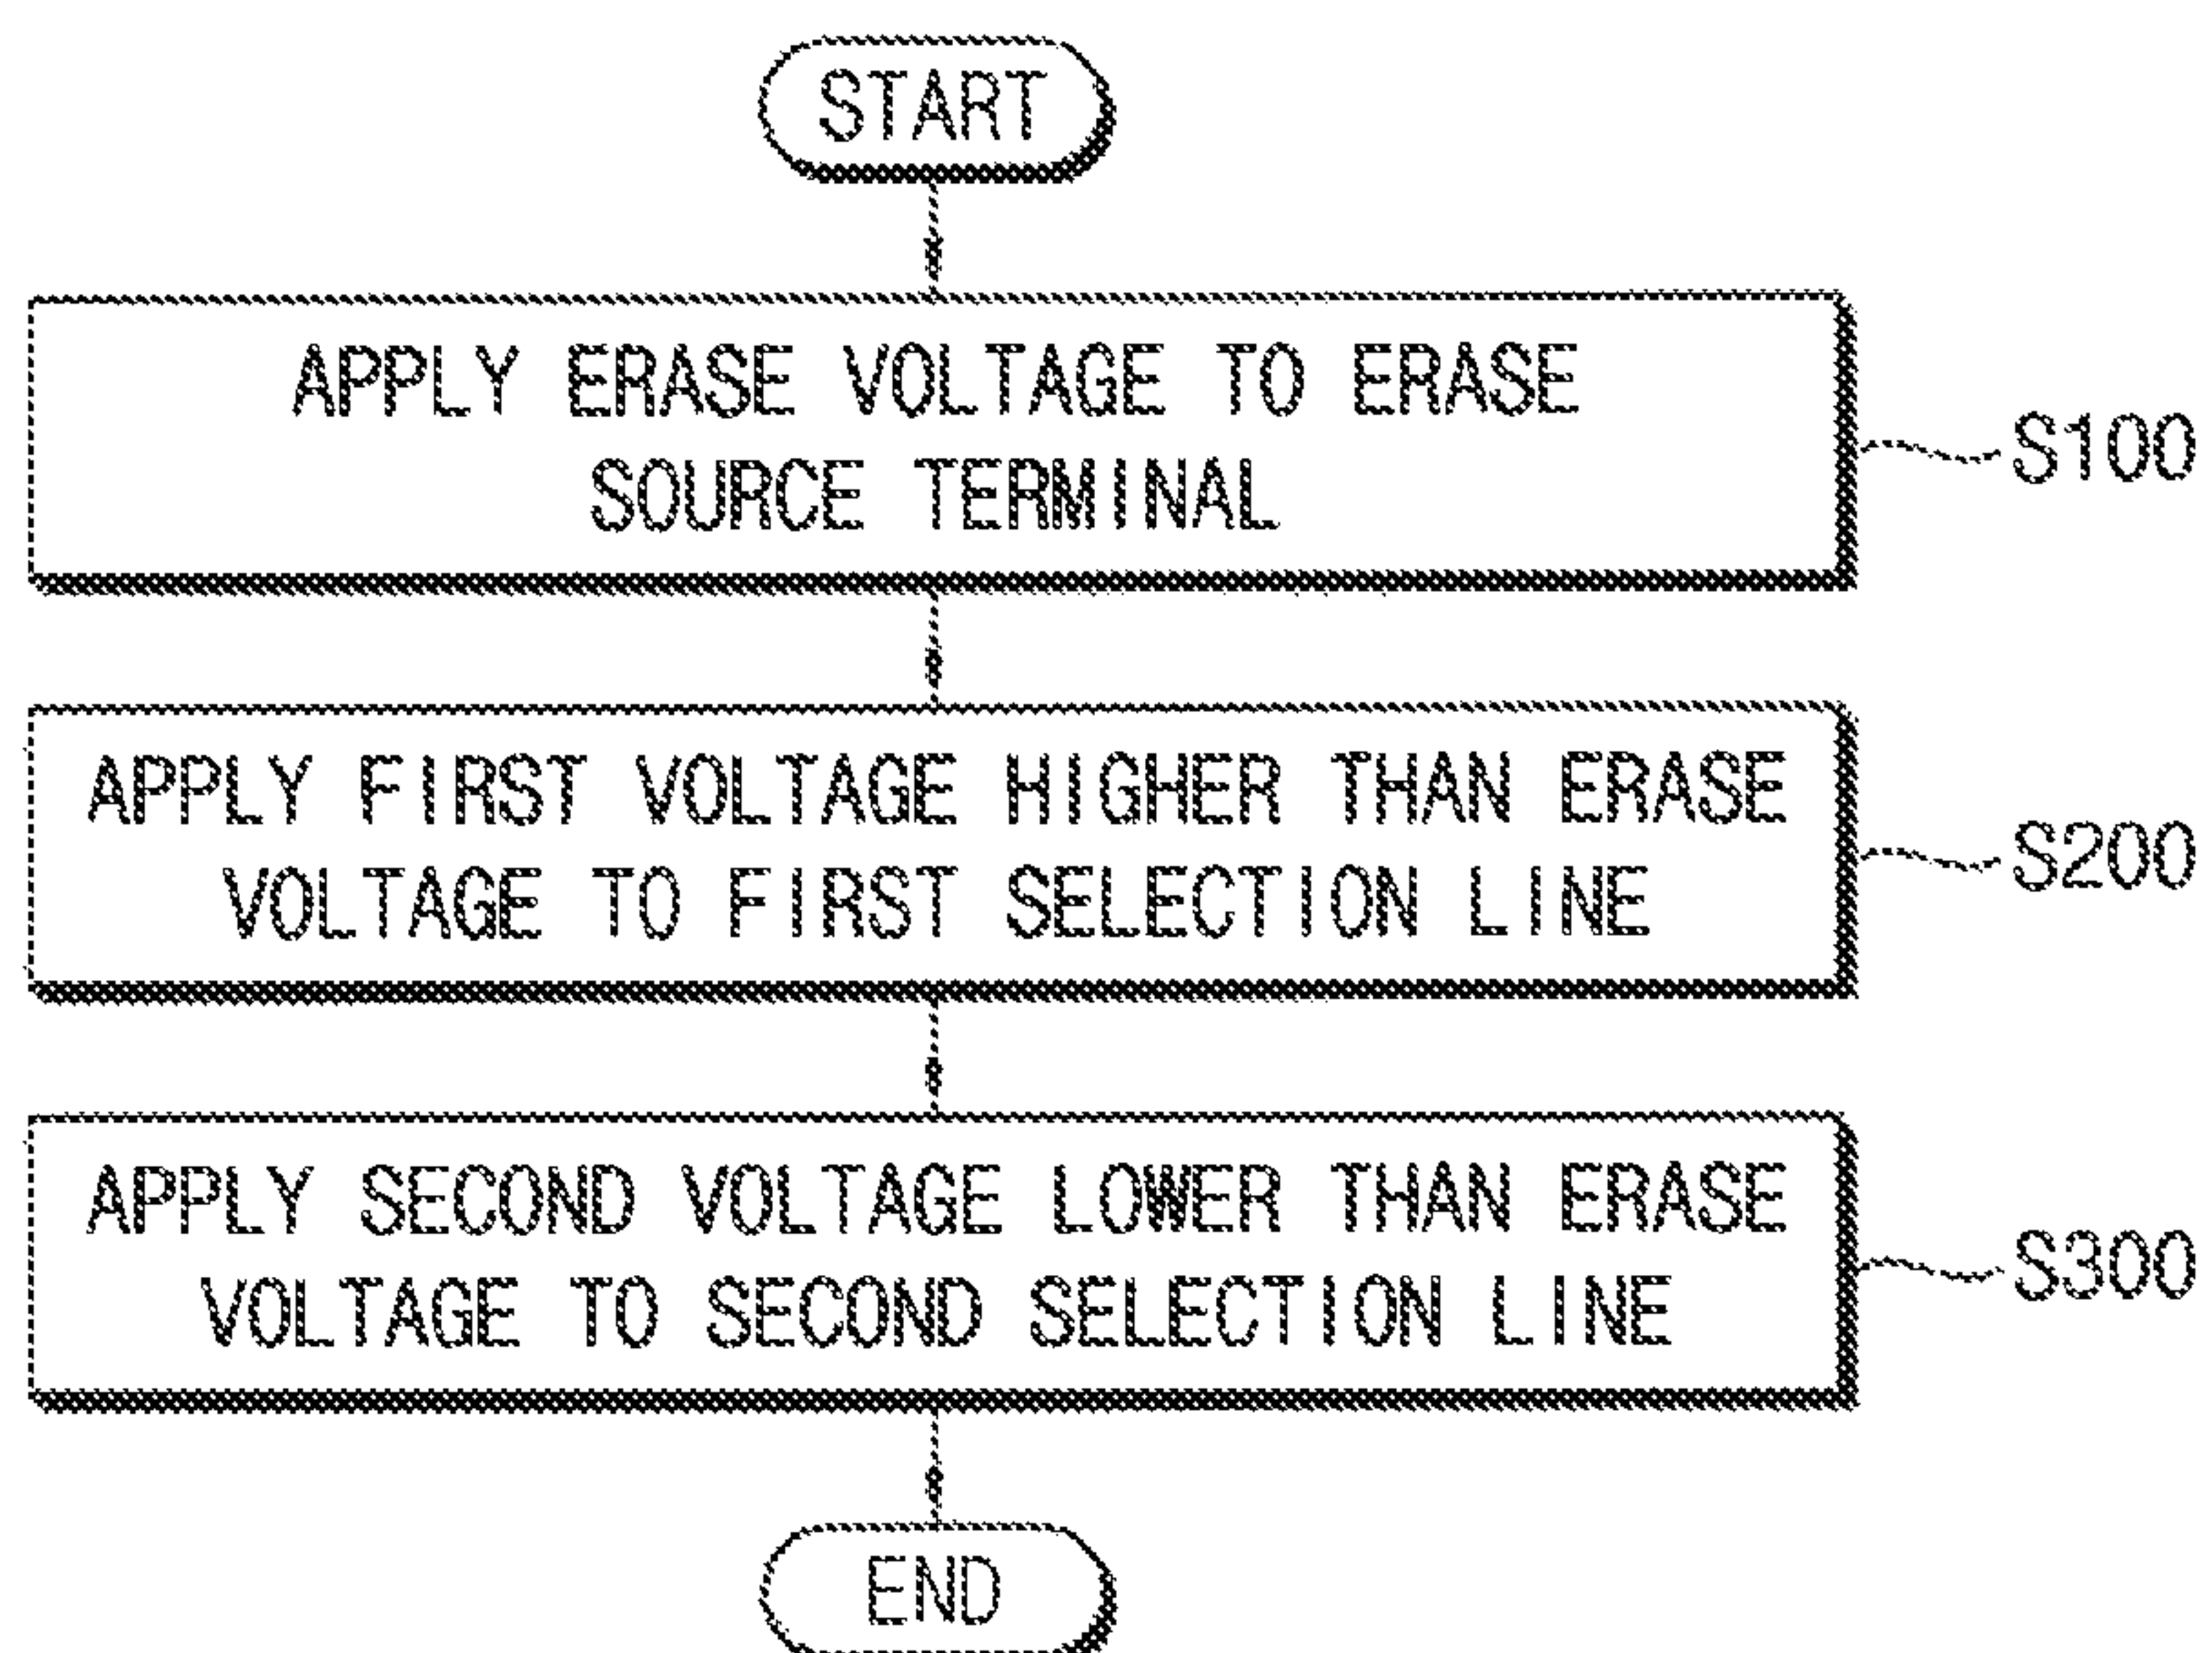 START
APPLY ERASE VOLTAGE TO ERASE
SOURCE TERMINAL
S100
APPLY FIRST VOLTAGE HIGHER THAN ERASE
VOLTAGE TO FIRST SELECTION LINE
S200
APPLY SECOND VOLTAGE LOWER THAN ERASE
VOLTAGE TO SECOND SELECTION LINE
S300
END